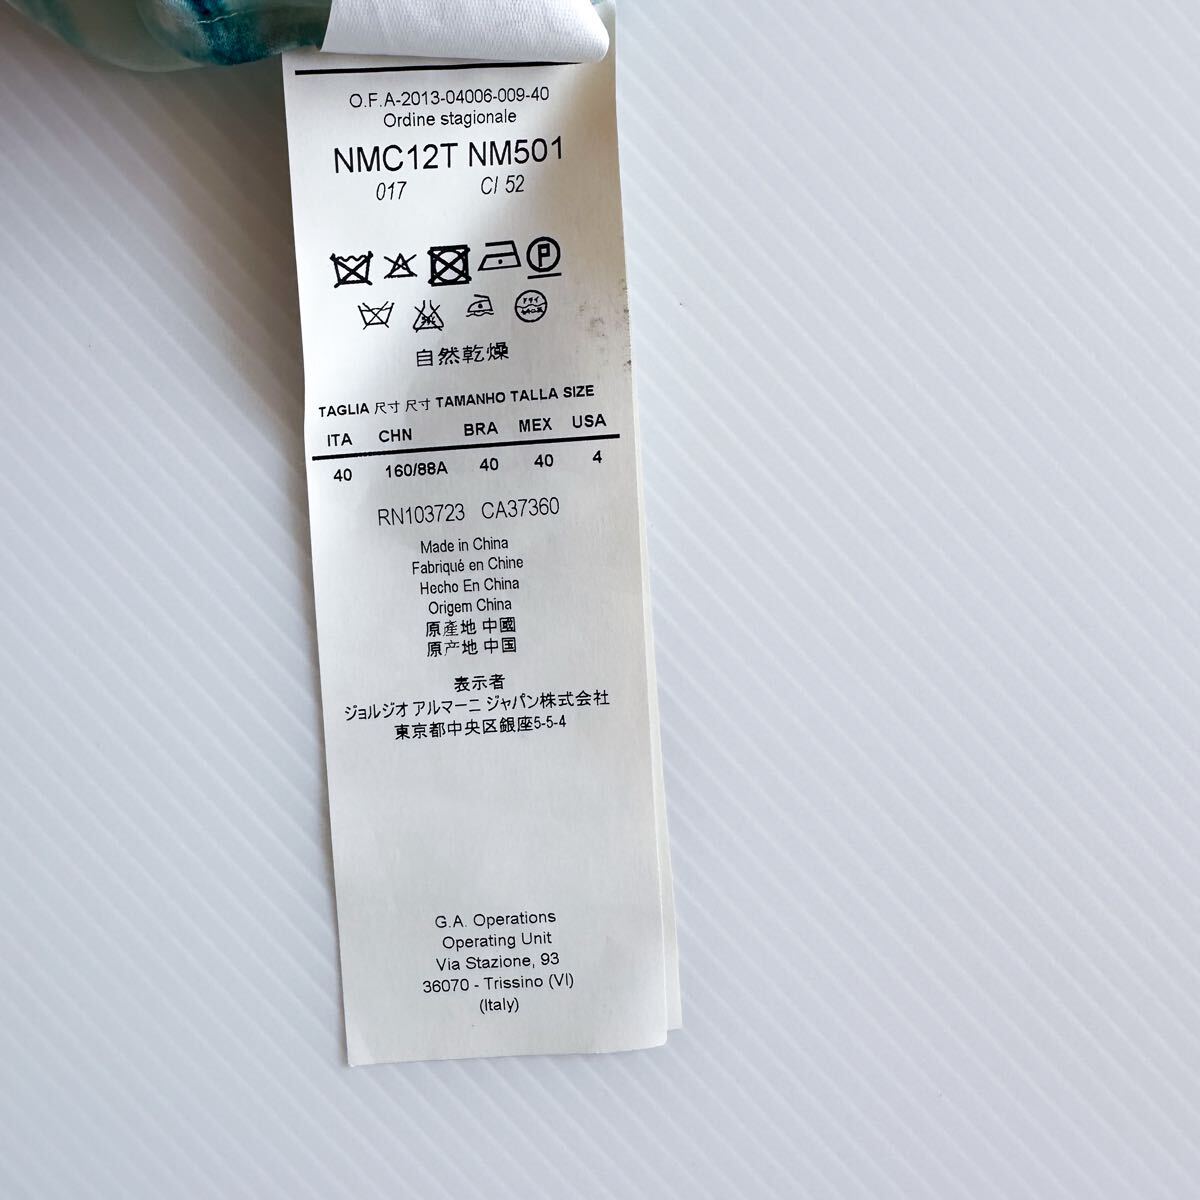 O.F.A-2013-04006-009-40
Ordine stagionale
NMC12T NM501
017 C/ 52
P
自然乾燥
TAGLIA 尺寸 尺寸 TAMANHO TALLA SIZE
ITA CHN BRA MEX USA
40 160/88A 40 40 4
RN103723 CA37360
Made in China
Fabriqué en Chine
Hecho En China
Origem China
原產地 中國
原产地 中国
表示者
ジョルジオ アルマーニ ジャパン株式会社
東京都中央区銀座5-5-4
G.A. Operations
Operating Unit
Via Stazione, 93
36070 - Trissino (VI)
(Italy)